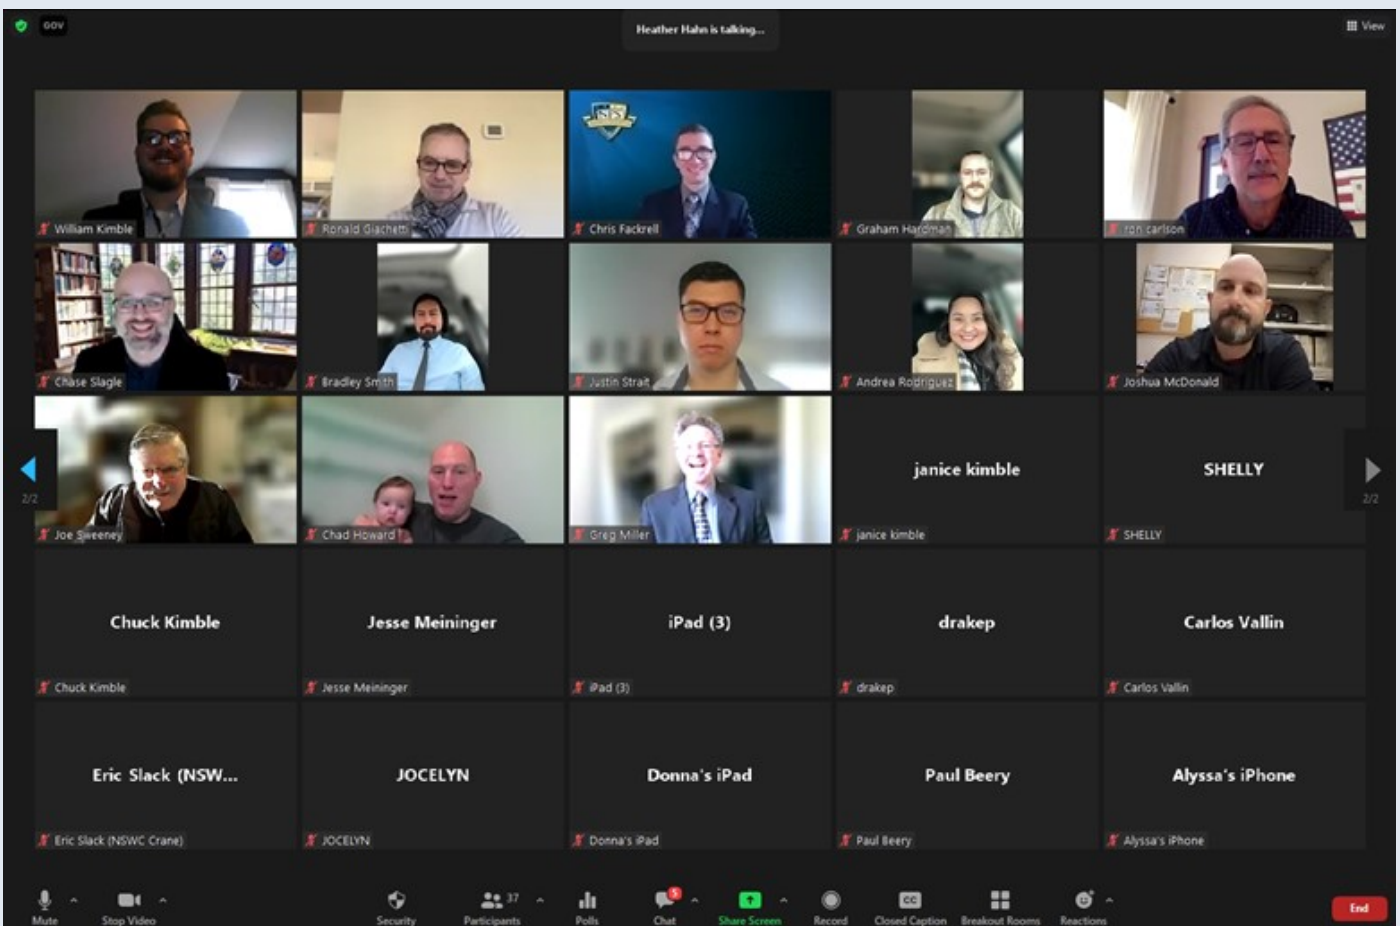 GOV
Heather Hahn is talking...
View
William Kimble
Ronald Giachetti
Chris Fackrell
Graham Hardman
ron carlson
Chase Slagle
Bradley Smith
Justin Strait
Andrea Rodriguez
Joshua McDonald
janice kimble
SHELLY
2/2
2/2
Joe Sweeney
Chad Howard
Greg Miller
janice kimble
SHELLY
Chuck Kimble
Jesse Meininger
iPad (3)
drakep
Carlos Vallin
Chuck Kimble
Jesse Meininger
iPad (3)
drakep
Carlos Vallin
Eric Slack (NSW...
JOCELYN
Donna's iPad
Paul Beery
Alyssa's iPhone
Eric Slack (NSWC Crane)
JOCELYN
Donna's iPad
Paul Beery
Alyssa's iPhone
37
5
CC
End
Mute
Stop Video
Security
Participants
Polls
Chat
Share Screen
Record
Closed Caption
Breakout Rooms
Reactions